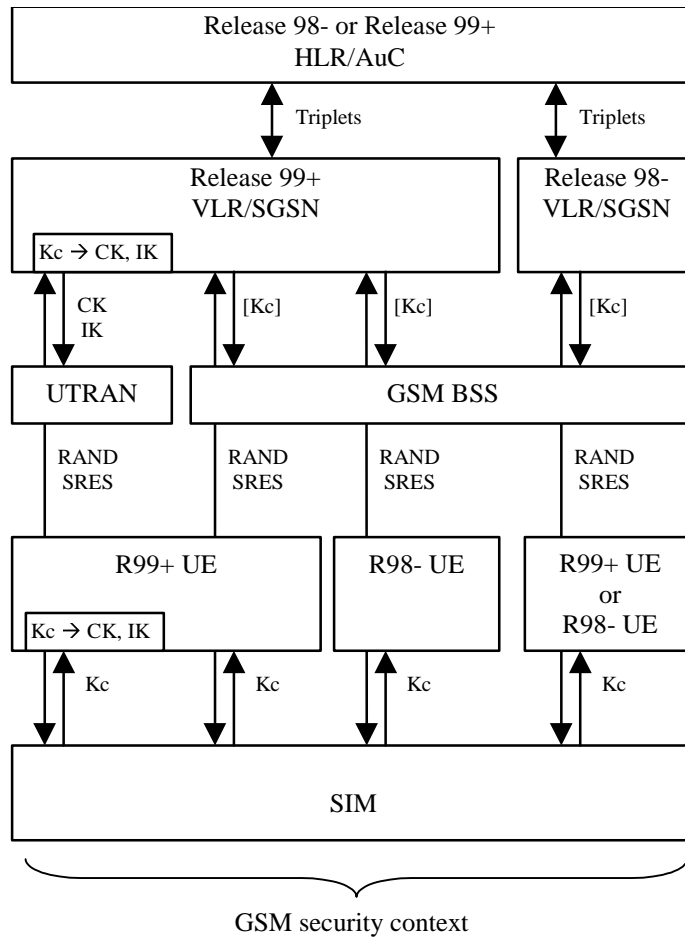 Release 98- or Release 99+
HLR/AuC
Triplets
Triplets
Release 99+
VLR/SGSN
Release 98-
VLR/SGSN
Kc → CK, IK
CK
IK
[Kc]
[Kc]
[Kc]
UTRAN
GSM BSS
RAND
SRES
RAND
SRES
RAND
SRES
RAND
SRES
R99+ UE
R98- UE
R99+ UE
or
R98- UE
Kc → CK, IK
Kc
Kc
Kc
Kc
SIM
GSM security context